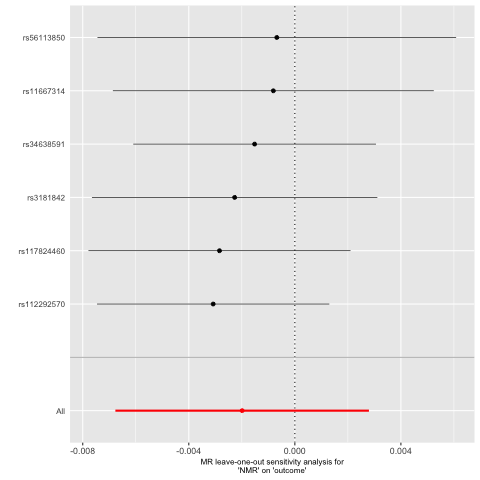 rs56113850
rs11667314
rs34638591
rs3181842
rs117824460
rs112292570
All
-0.008 -0.004 0.000 0.004
MR leave-one-out sensitivity analysis for
'NMR' on 'outcome'